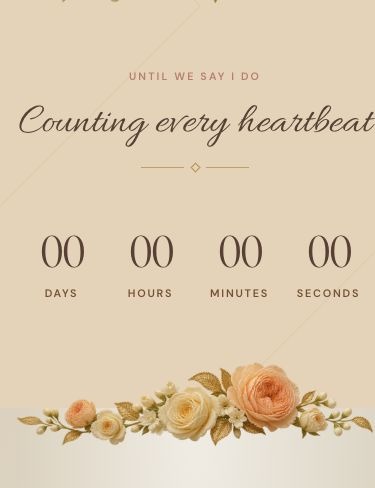 UNTIL WE SAY I DO
Counting every heartbeat
00 00 00 00
DAYS HOURS MINUTES SECONDS